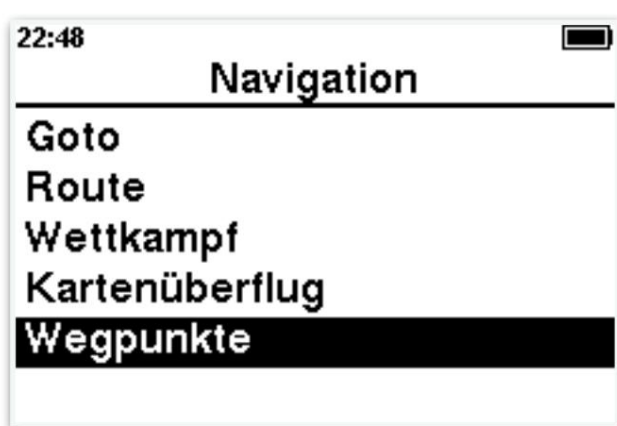 22:48
Navigation
Goto
Route
Wettkampf
Kartenüberflug
Wegpunkte